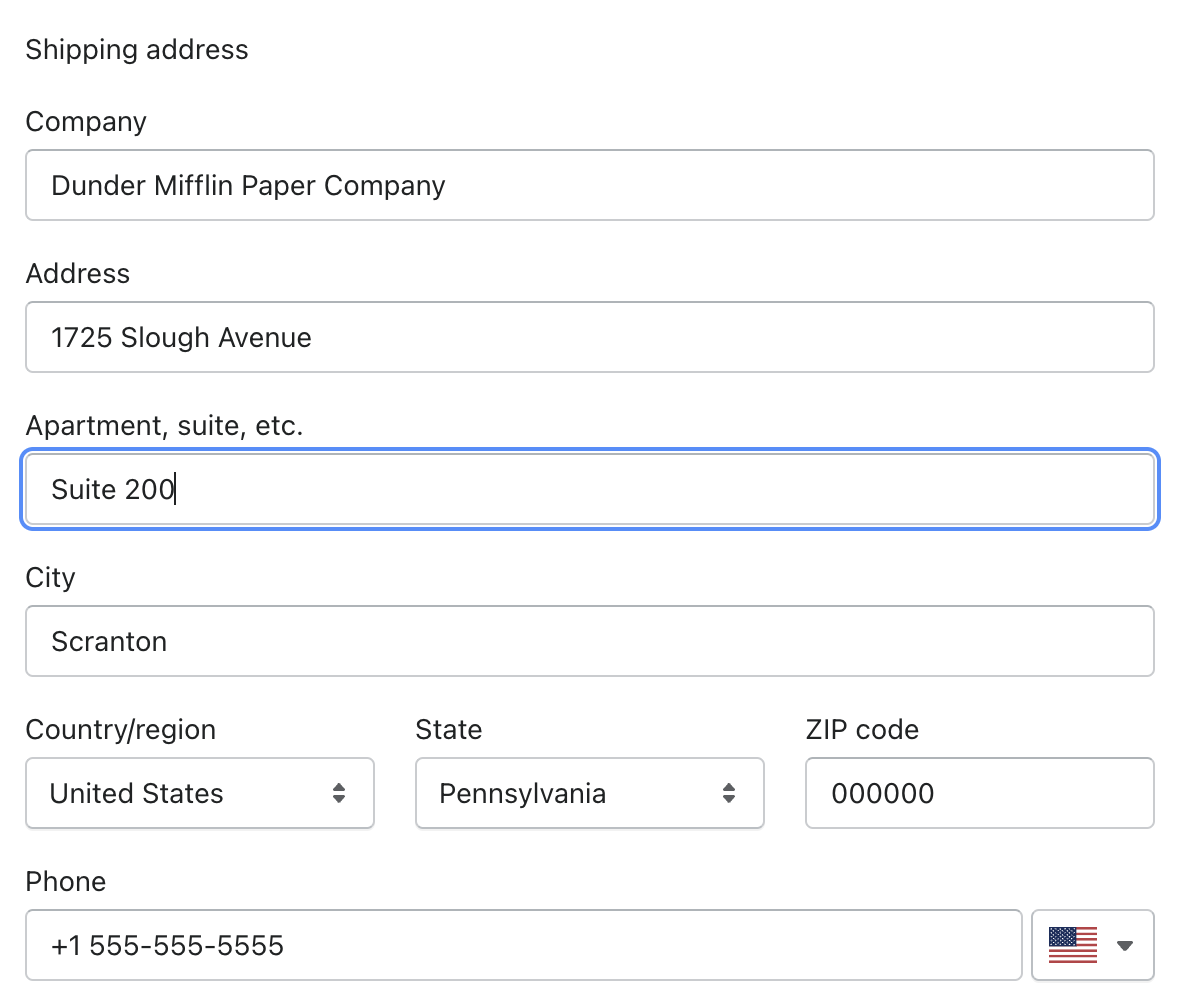 Shipping address
Company
Dunder Mifflin Paper Company
Address
1725 Slough Avenue
Apartment, suite, etc.
Suite 200
City
Scranton
Country/region State ZIP code
United States Pennsylvania 000000
Phone
+1 555-555-5555